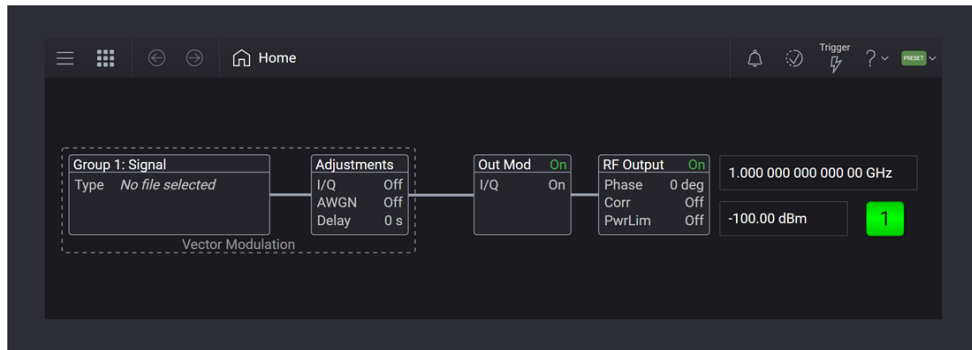 Home
Trigger
PRESET
Group 1: Signal
Type No file selected
Adjustments
I/Q Off
AWGN Off
Delay 0 s
Vector Modulation
Out Mod On
I/Q On
RF Output On
Phase 0 deg
Corr Off
PwrLim Off
1.000 000 000 000 00 GHz
-100.00 dBm
1